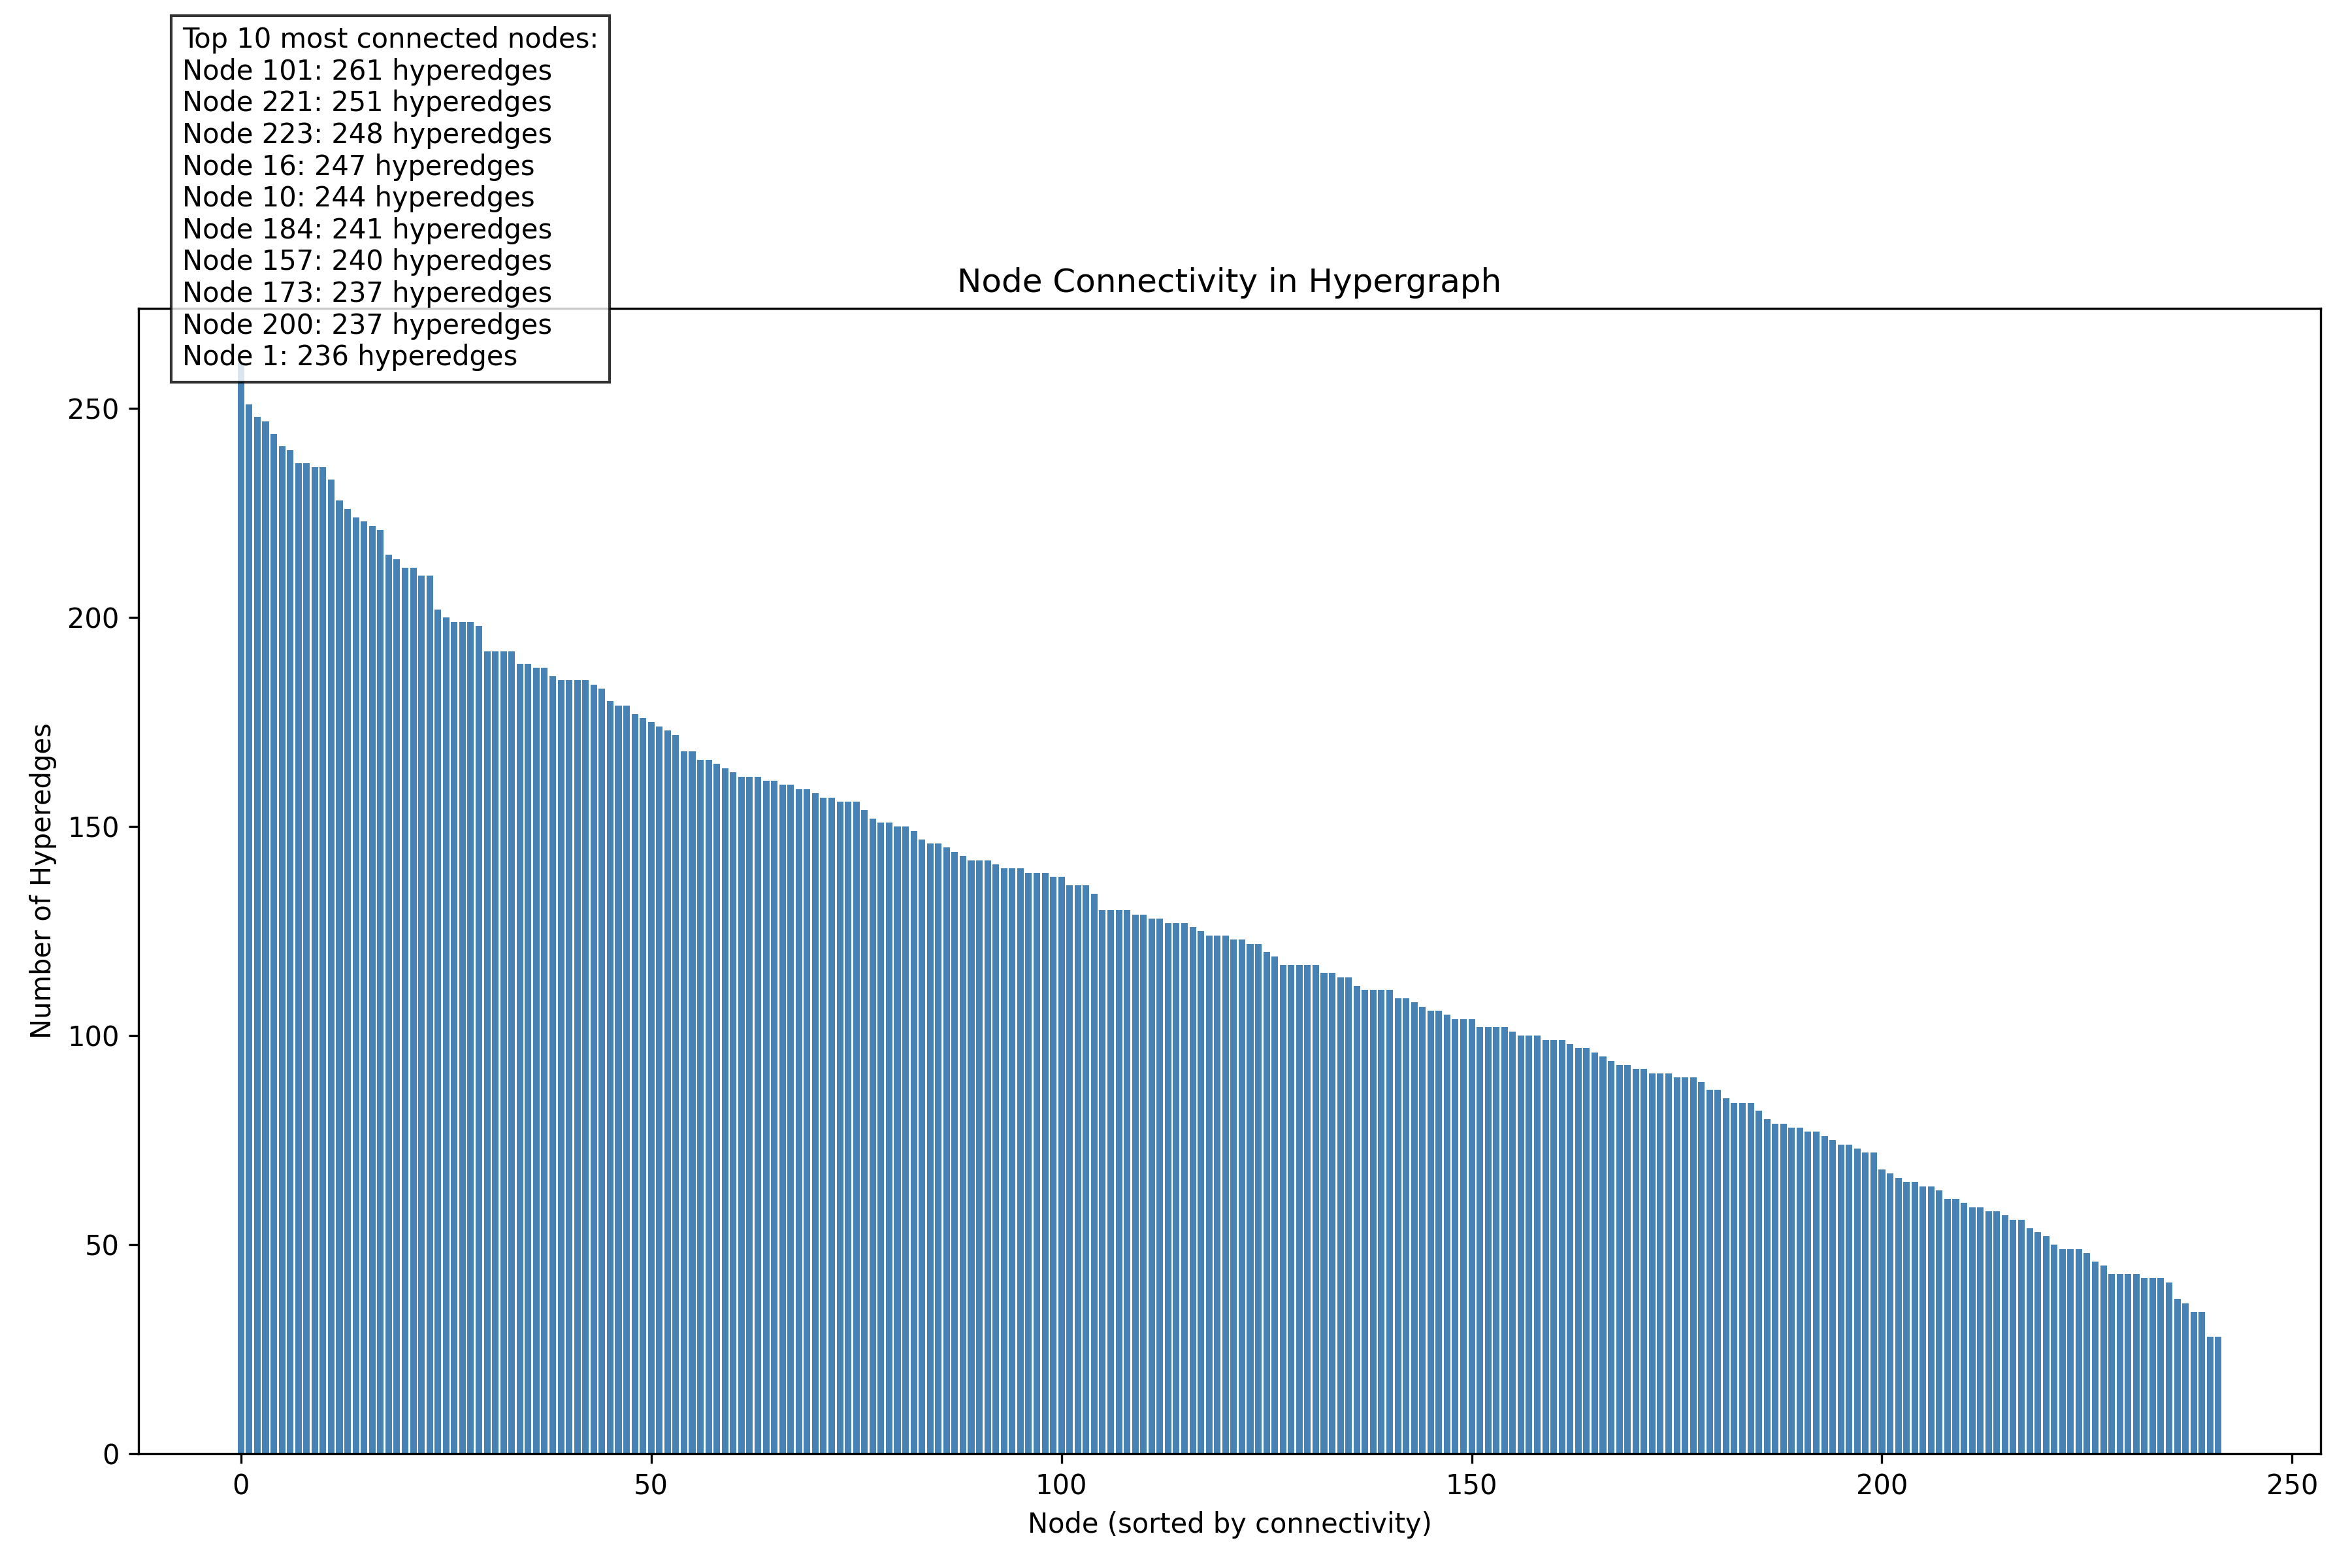 Top 10 most connected nodes:
Node 101: 261 hyperedges
Node 221: 251 hyperedges
Node 223: 248 hyperedges
Node 16: 247 hyperedges
Node 10: 244 hyperedges
Node 184: 241 hyperedges
Node 157: 240 hyperedges
Node 173: 237 hyperedges
Node 200: 237 hyperedges
Node 1: 236 hyperedges
Node Connectivity in Hypergraph
Number of Hyperedges
250
200
150
100
50
0
0 50 100 150 200 250
Node (sorted by connectivity)